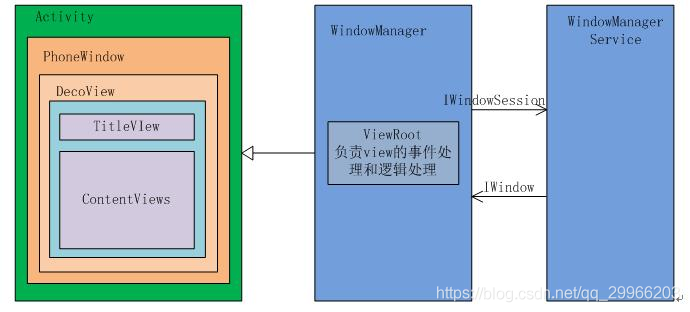 Activity
PhoneWindow
DecoView
TitleVIew
ContentViews
WindowManager
ViewRoot
负责view的事件处
理和逻辑处理
IWindowSession
IWindow
WindowManager
Service
https://blog.csdn.net/qq_29966203